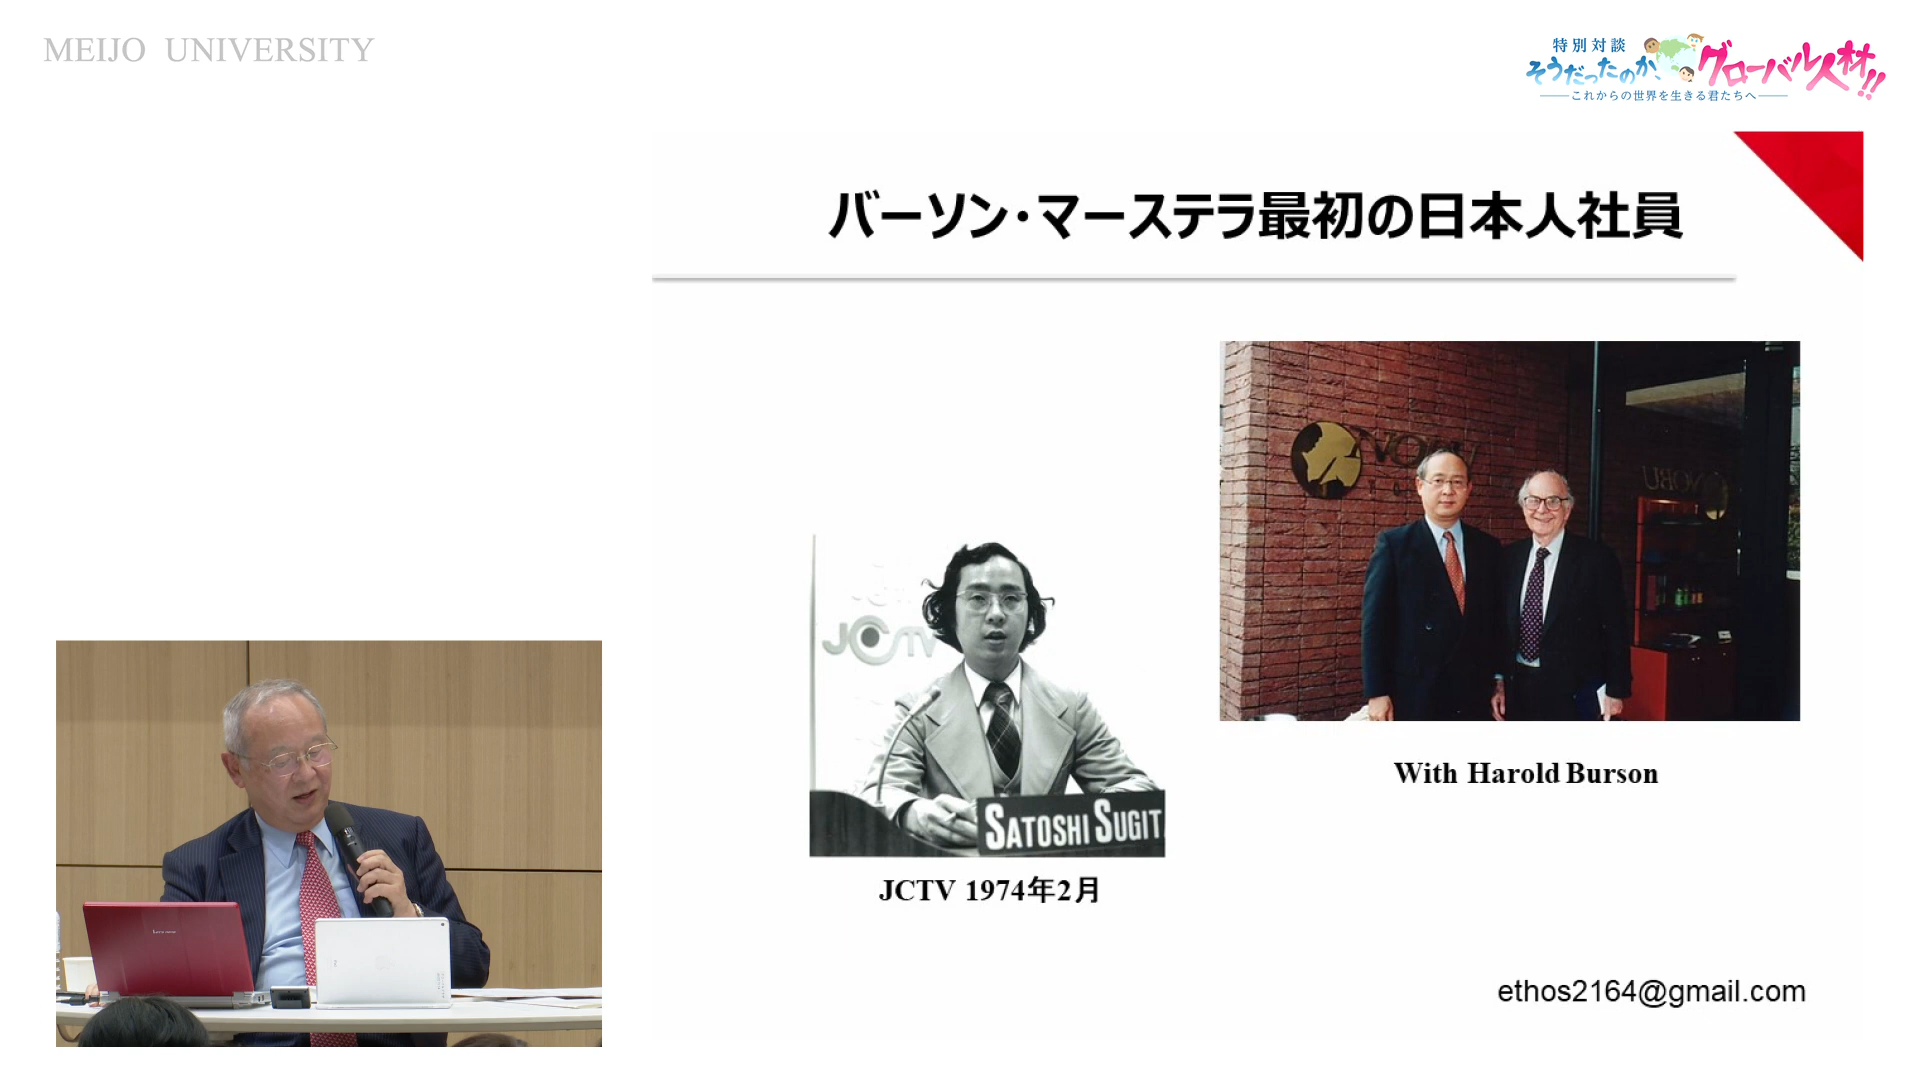 MEIJO UNIVERSITY
特別対談
そうだったのか、グローバル人材!!
これからの世界を生きる君たちへ
バーソン・マーステラ最初の日本人社員
NOBU
JCTV
SATOSHI SUGIT
With Harold Burson
JCTV 1974年2月
ethos2164@gmail.com